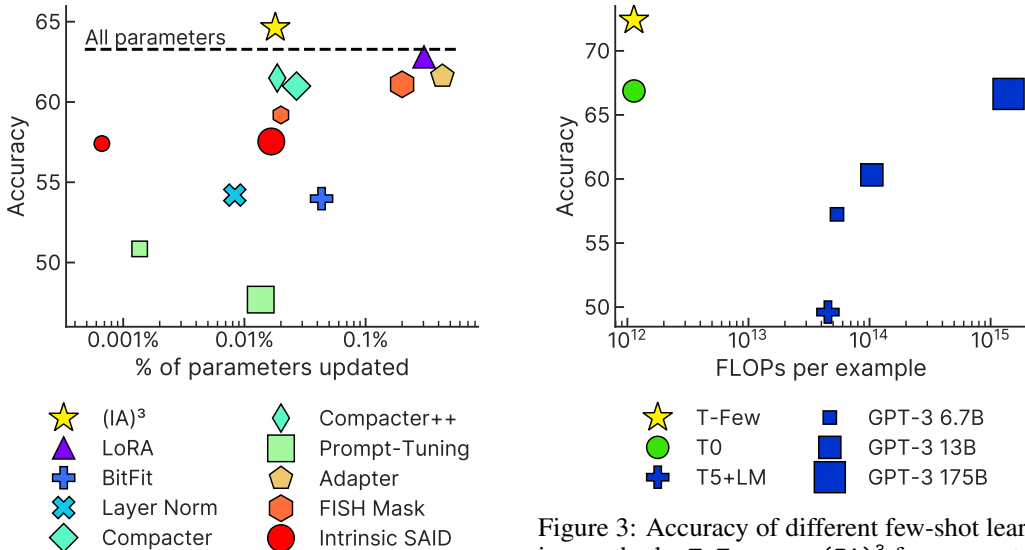 65
60
55
50
Accuracy
All parameters
0.001%
0.01%
0.1%
% of parameters updated
(IA)³
LoRA
BitFit
Layer Norm
Compacter
Compacter++
Prompt-Tuning
Adapter
FISH Mask
Intrinsic SAID
70
65
60
55
50
Accuracy
10¹²
10¹³
10¹⁴
10¹⁵
FLOPs per example
T-Few
T0
T5+LM
GPT-3 6.7B
GPT-3 13B
GPT-3 175B
Figure 3: Accuracy of different few-shot lear